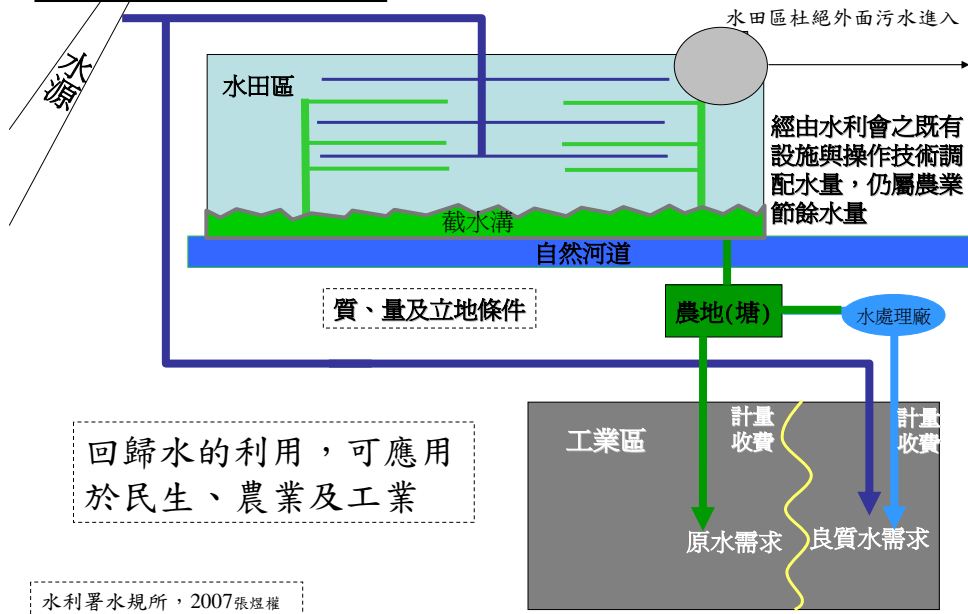 水田區杜絕外面污水進入
水源
水田區
經由水利會之既有
設施與操作技術調
配水量，仍屬農業
節餘水量
截水溝
自然河道
質、量及立地條件
農地(塘)
水處理廠
工業區
計量
收費
計量
收費
回歸水的利用，可應用
於民生、農業及工業
原水需求
良質水需求
水利署水規所，2007張煜權